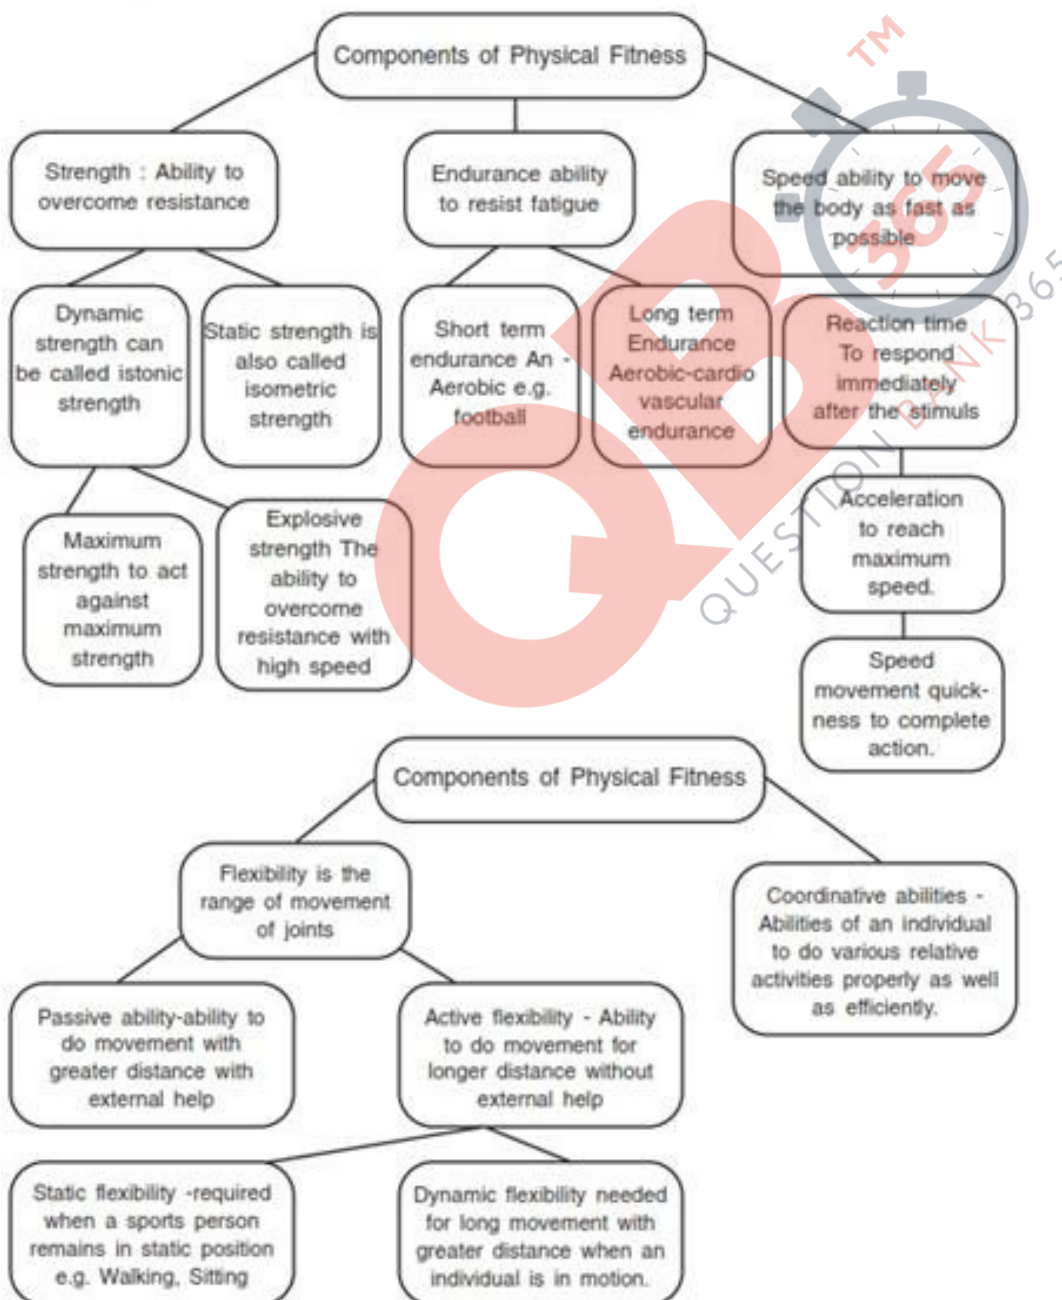 Components of Physical Fitness
Strength : Ability to
overcome resistance
Endurance ability
to resist fatigue
Speed ability to move
the body as fast as
possible
Dynamic
strength can
be called istonic
strength
Static strength is
also called
isometric
strength
Short term
endurance An -
Aerobic e.g.
football
Long term
Endurance
Aerobic-cardio
vascular
endurance
Reaction time
To respond
immediately
after the stimuls
Maximum
strength to act
against
maximum
strength
Explosive
strength The
ability to
overcome
resistance with
high speed
Acceleration
to reach
maximum
speed.
Speed
movement quick-
ness to complete
action.
Components of Physical Fitness
Flexibility is the
range of movement
of joints
Coordinative abilities -
Abilities of an individual
to do various relative
activities properly as well
as efficiently.
Passive ability-ability to
do movement with
greater distance with
external help
Active flexibility - Ability
to do movement for
longer distance without
external help
Static flexibility -required
when a sports person
remains in static position
e.g. Walking, Sitting
Dynamic flexibility needed
for long movement with
greater distance when an
individual is in motion.
QB
365
TM
QUESTION BANK 365